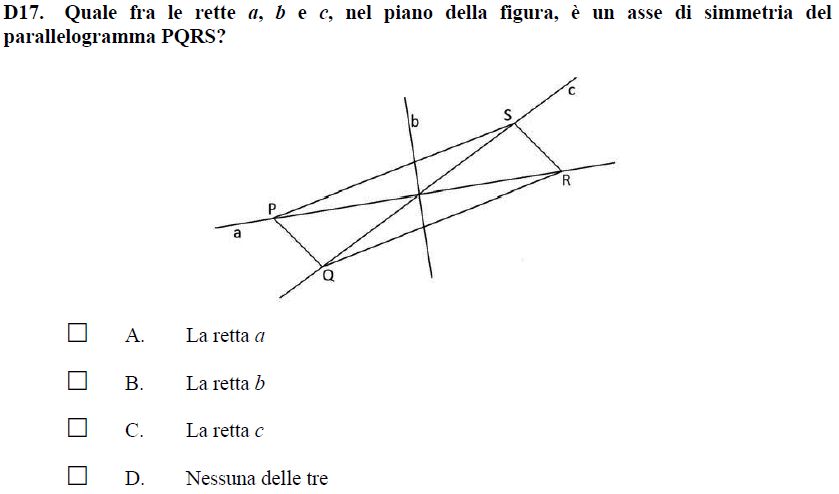 D17. Quale fra le rette a, b e c, nel piano della figura, è un asse di simmetria del
parallelogramma PQRS?
c
S
b
R
P
a
Q
A. La retta a
B. La retta b
C. La retta c
D. Nessuna delle tre